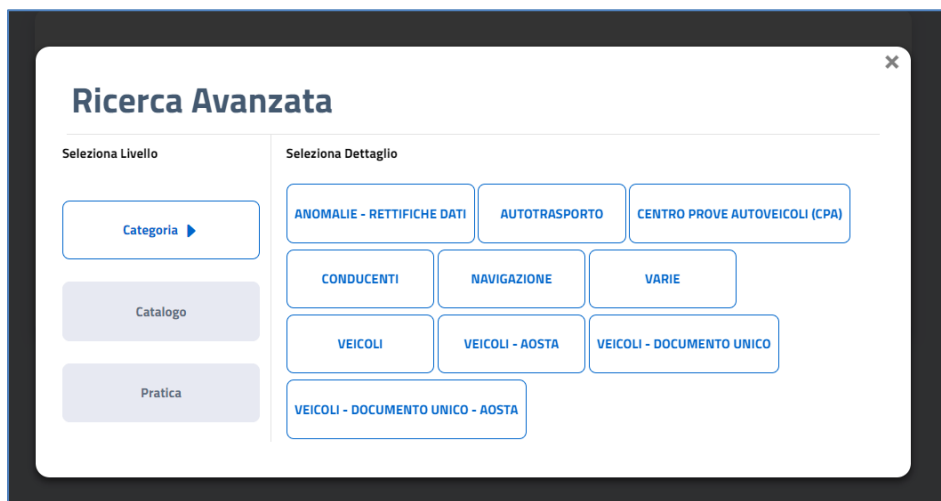 ×
Ricerca Avanzata
Seleziona Livello
Categoria
Catalogo
Pratica
Seleziona Dettaglio
ANOMALIE - RETTIFICHE DATI
AUTOTRASPORTO
CENTRO PROVE AUTOVEICOLI (CPA)
CONDUCENTI
NAVIGAZIONE
VARIE
VEICOLI
VEICOLI - AOSTA
VEICOLI - DOCUMENTO UNICO
VEICOLI - DOCUMENTO UNICO - AOSTA